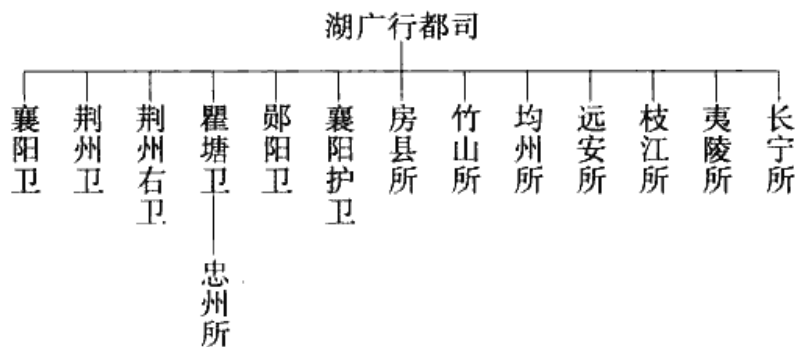 湖广行都司
襄阳卫
荆州卫
荆州右卫
瞿塘卫
郧阳卫
襄阳护卫
房县所
竹山所
均州所
远安所
枝江所
夷陵所
长宁所
忠州所